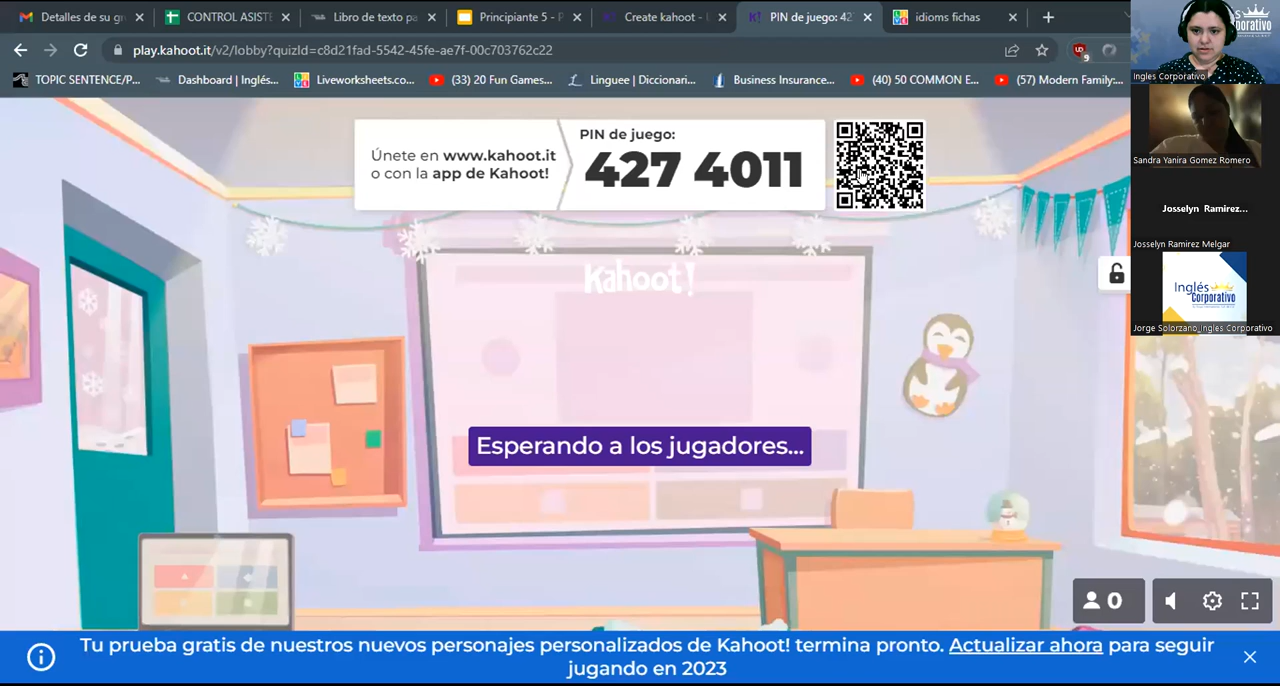 Detalles de su gr
CONTROL ASIST
Libro de texto pa
Principiante 5 - P
Create kahoot - U
PIN de juego: 42
idioms fichas
play.kahoot.it/v2/lobby?quizId=c8d21fad-5542-45fe-ae7f-00c703762c22
9
TOPIC SENTENCE/P...
Dashboard | Inglés...
Liveworksheets.co...
(33) 20 Fun Games...
Linguee | Diccionari...
Business Insurance...
(40) 50 COMMON E...
(57) Modern Family:...
Ingles Corporativo
Sandra Yanira Gomez Romero
Josselyn Ramirez...
Josselyn Ramirez Melgar
Inglés
Corporativo
Jorge Solorzano_Ingles Corporativo
Únete en www.kahoot.it
o con la app de Kahoot!
PIN de juego:
427 4011
Kahoot!
Esperando a los jugadores...
0
Tu prueba gratis de nuestros nuevos personajes personalizados de Kahoot! termina pronto. Actualizar ahora para seguir
jugando en 2023